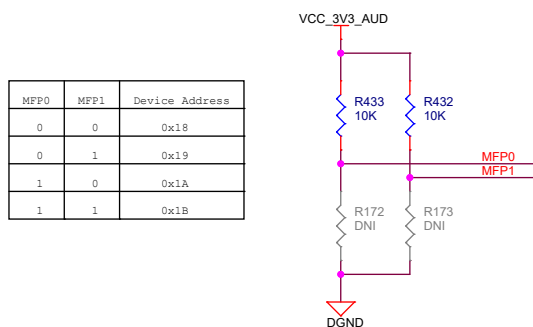 VCC_3V3_AUD
MFP0 MFP1 Device Address
0 0 0x18
0 1 0x19
1 0 0x1A
1 1 0x1B
R433
10K
R432
10K
MFP0
MFP1
R172
DNI
R173
DNI
DGND